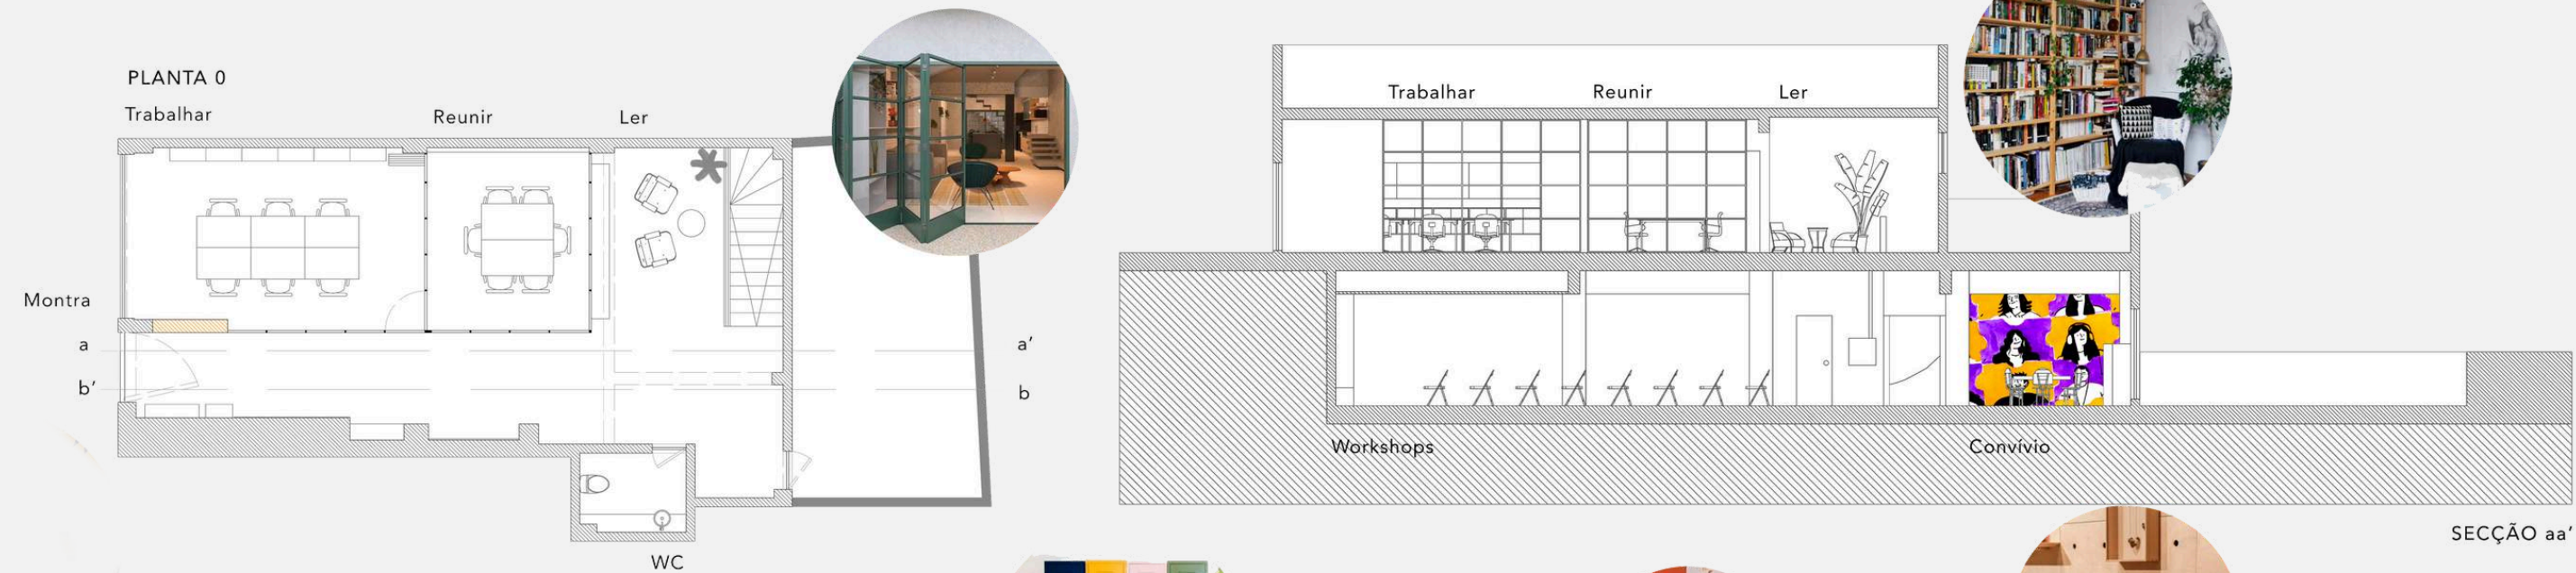 PLANTA 0
Trabalhar
Reunir
Ler
Montra
a
a’
b’
b
WC
Trabalhar
Reunir
Ler
Workshops
Convívio
SECÇÃO aa’